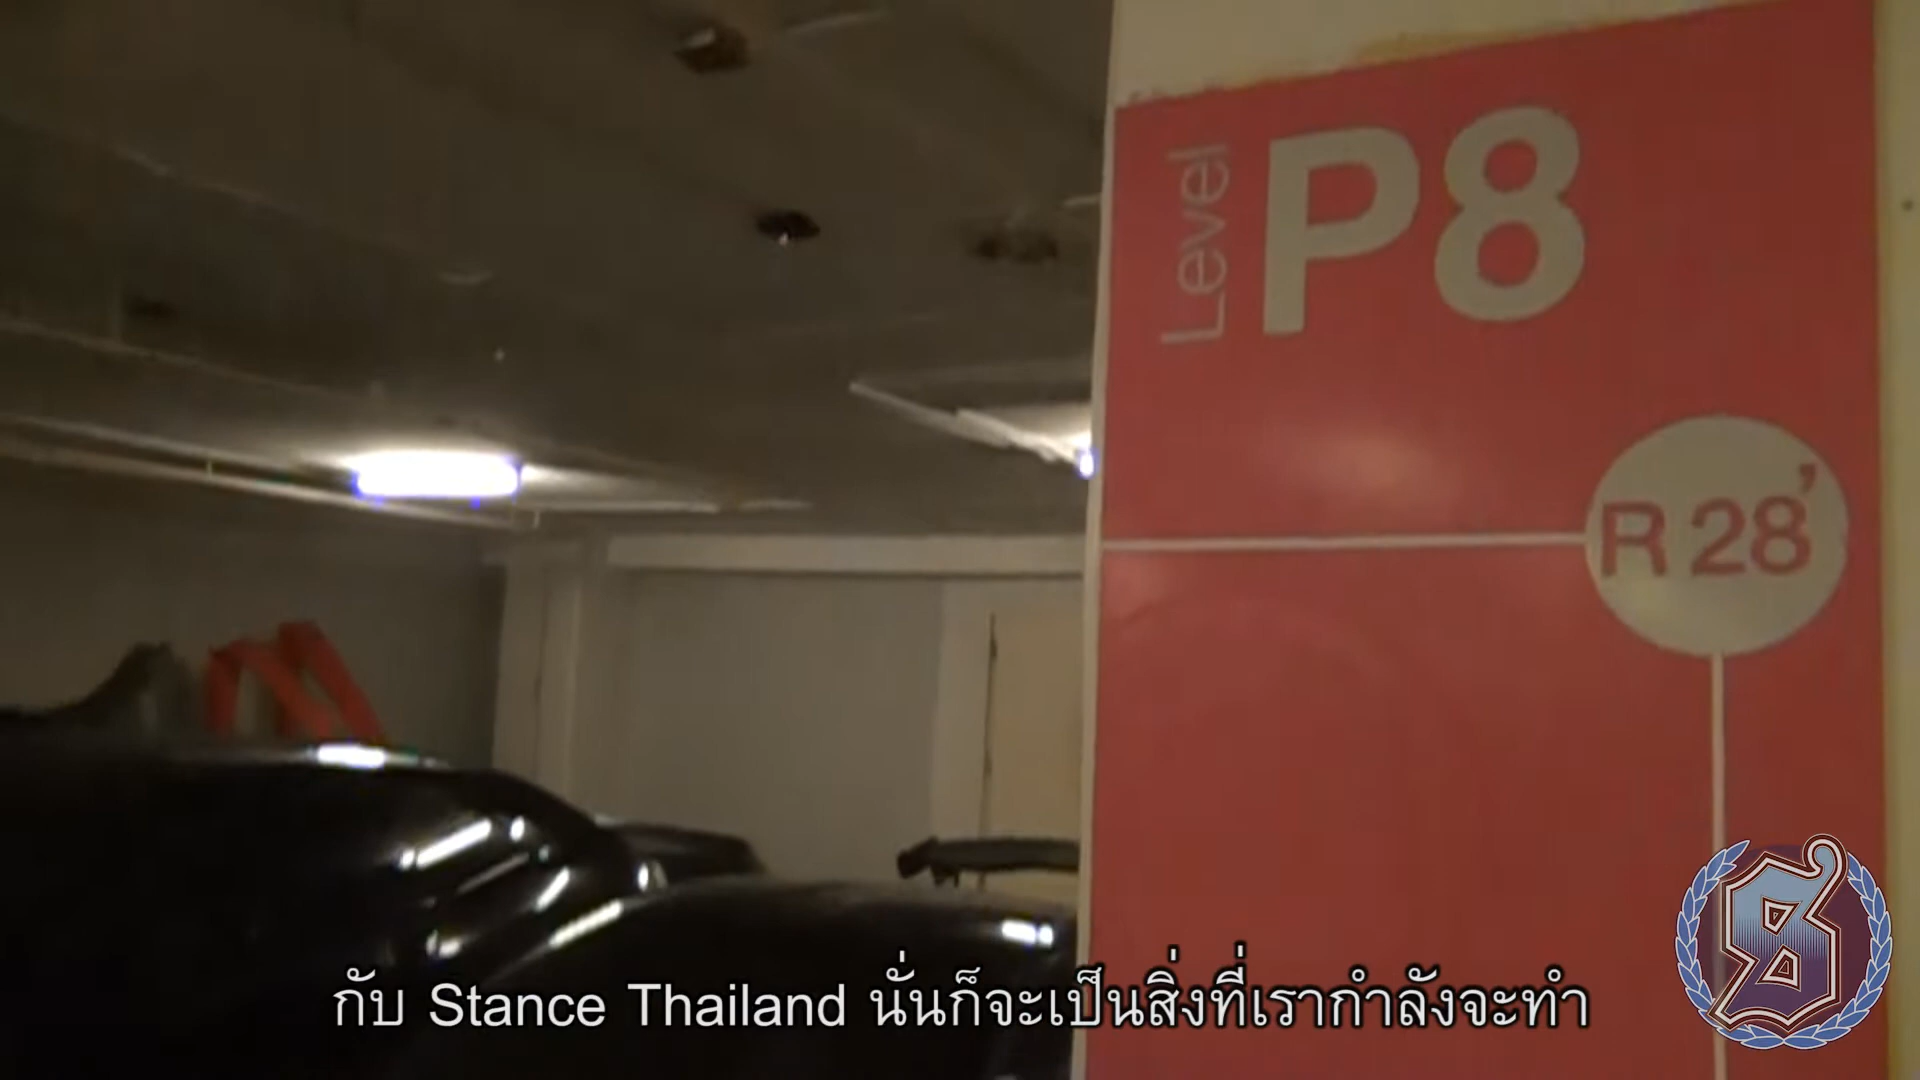 Level P8
R 28'
กับ Stance Thailand นั่นก็จะเป็นสิ่งที่เรากำลังจะทำ